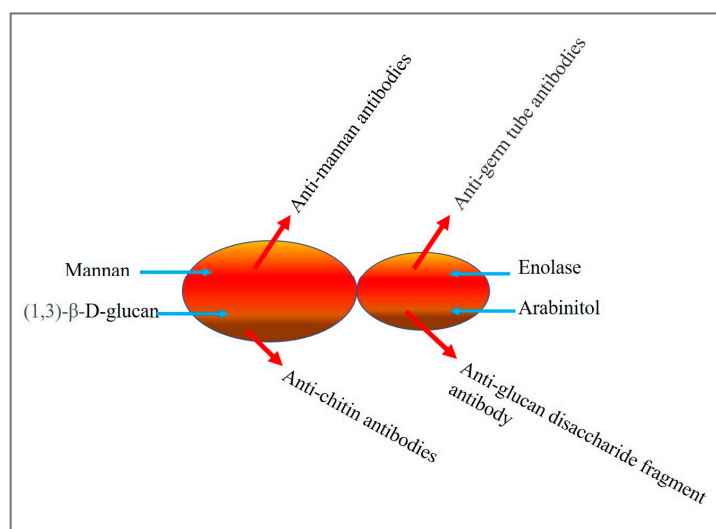 Anti-mannan antibodies
Anti-germ tube antibodies
Mannan
(1,3)-β-D-glucan
Enolase
Arabinitol
Anti-chitin antibodies
Anti-glucan disaccharide fragment
antibody